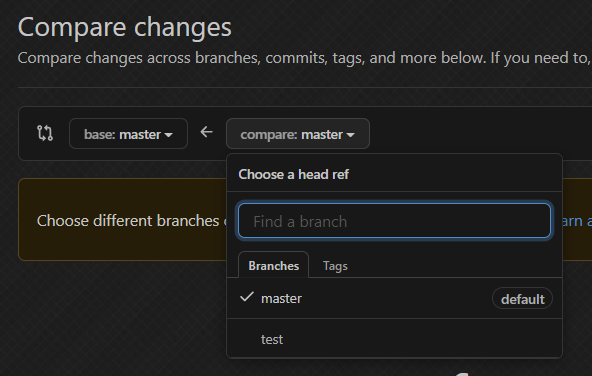 Compare changes
Compare changes across branches, commits, tags, and more below. If you need to,
base: master
compare: master
Choose a head ref
Choose different branches
Find a branch
arn a
Branches
Tags
master
default
test